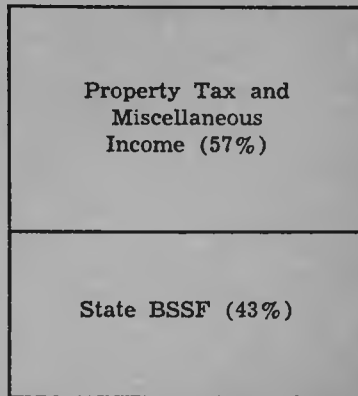 Property Tax and
Miscellaneous
Income (57%)
State BSSF (43%)